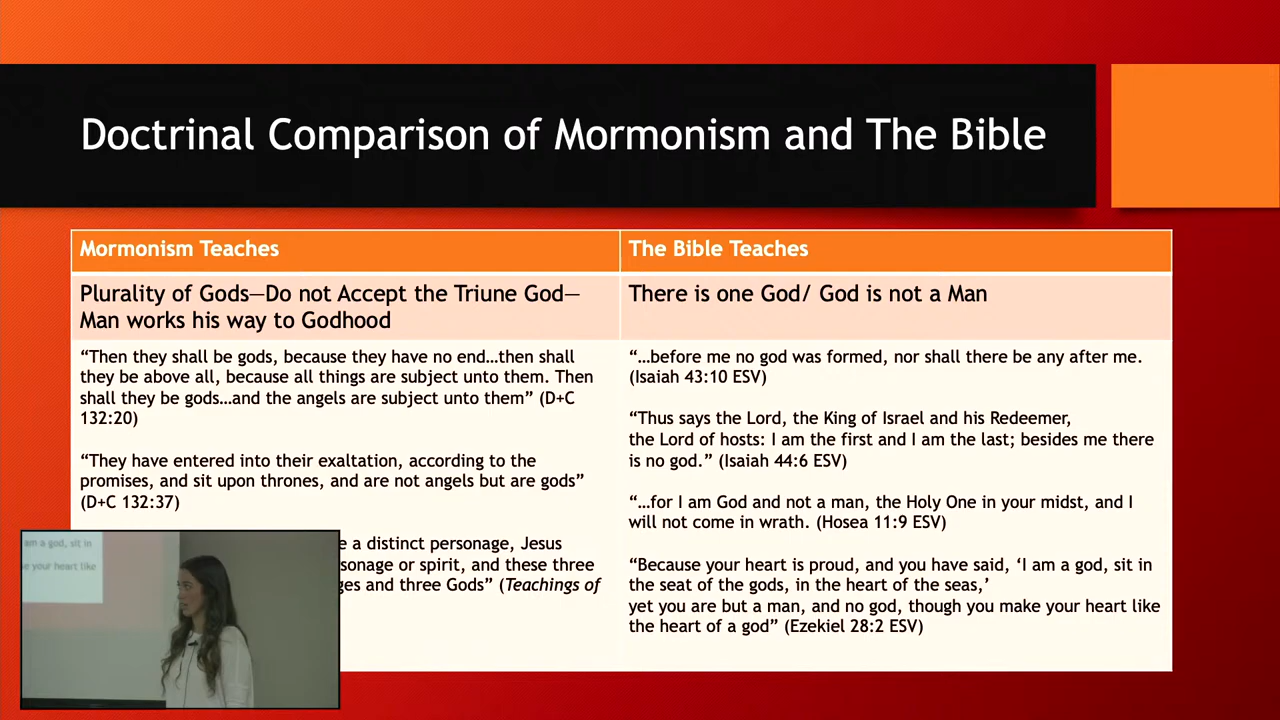 Doctrinal Comparison of Mormonism and The Bible
Mormonism Teaches
Plurality of Gods—Do not Accept the Triune God—
Man works his way to Godhood
“Then they shall be gods, because they have no end…then shall
they be above all, because all things are subject unto them. Then
shall they be gods…and the angels are subject unto them” (D+C
132:20)
“They have entered into their exaltation, according to the
promises, and sit upon thrones, and are not angels but are gods”
(D+C 132:37)
e a distinct personage, Jesus
sonage or spirit, and these three
ges and three Gods” (Teachings of
The Bible Teaches
There is one God/ God is not a Man
“…before me no god was formed, nor shall there be any after me.
(Isaiah 43:10 ESV)
“Thus says the Lord, the King of Israel and his Redeemer,
the Lord of hosts: I am the first and I am the last; besides me there
is no god.” (Isaiah 44:6 ESV)
“…for I am God and not a man, the Holy One in your midst, and I
will not come in wrath. (Hosea 11:9 ESV)
“Because your heart is proud, and you have said, ‘I am a god, sit in
the seat of the gods, in the heart of the seas,’
yet you are but a man, and no god, though you make your heart like
the heart of a god” (Ezekiel 28:2 ESV)
am a god, sit in
e your heart like